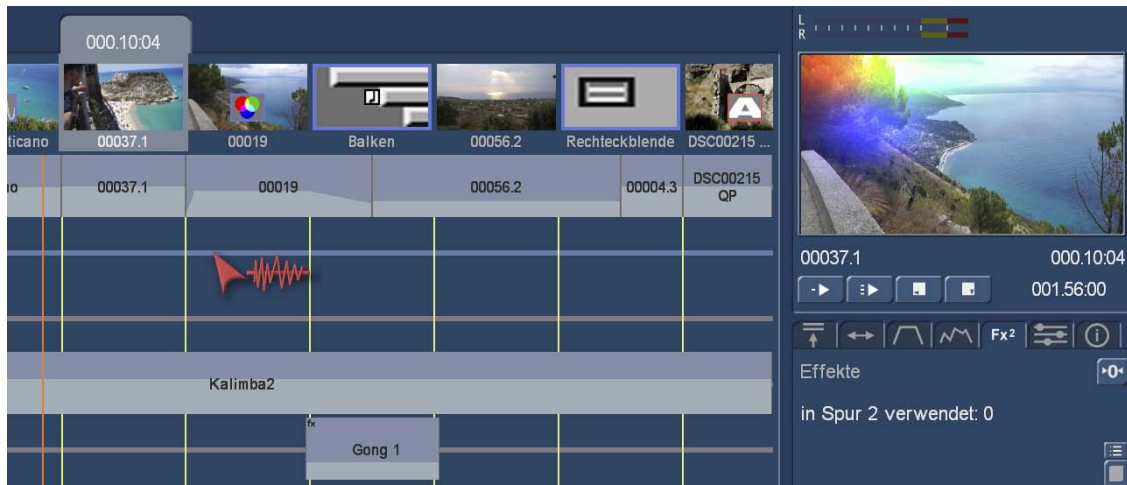 000.10:04
L
R
ticano
00037.1
00019
Balken
00056.2
Rechteckblende
DSC00215 ...
00037.1
00019
00056.2
00004.3
DSC00215
QP
00037.1
000.10:04
001.56:00
Fx²
Effekte
0
in Spur 2 verwendet: 0
Kalimba2
fx
Gong 1